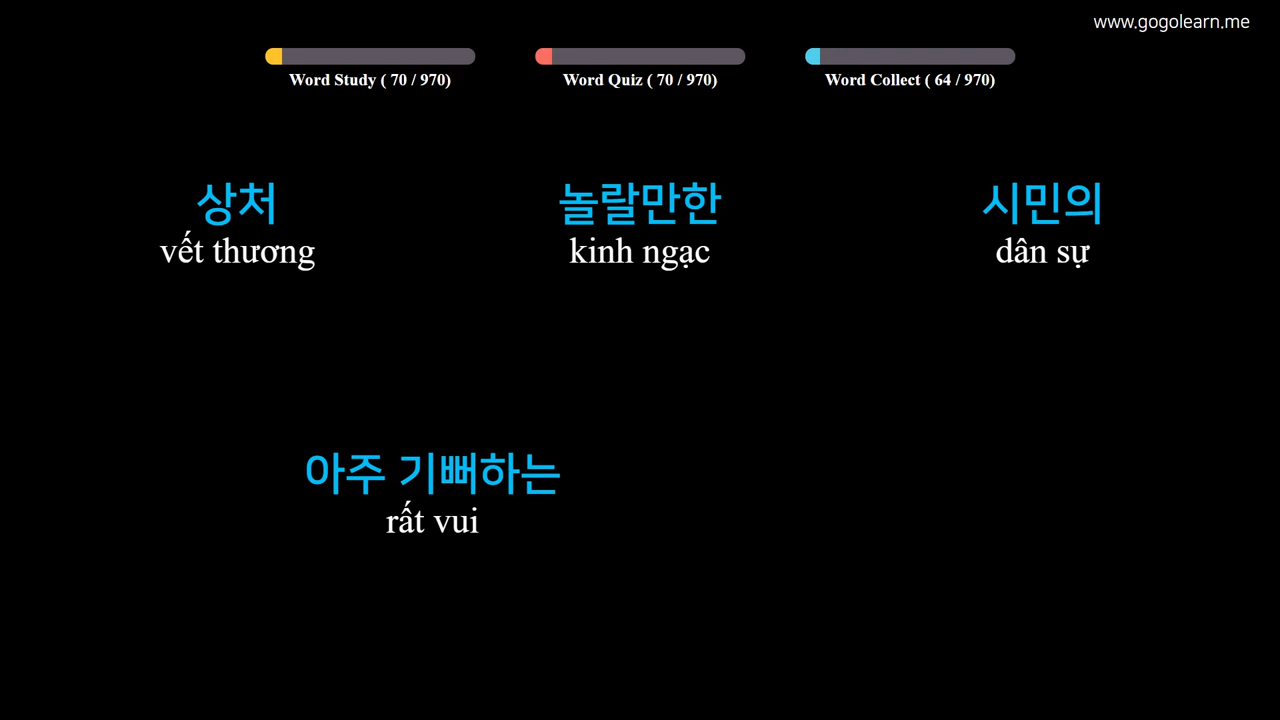 www.gogolearn.me
Word Study ( 70 / 970)
Word Quiz ( 70 / 970)
Word Collect ( 64 / 970)
상처
vết thương
놀랄만한
kinh ngạc
시민의
dân sự
아주 기뻐하는
rất vui